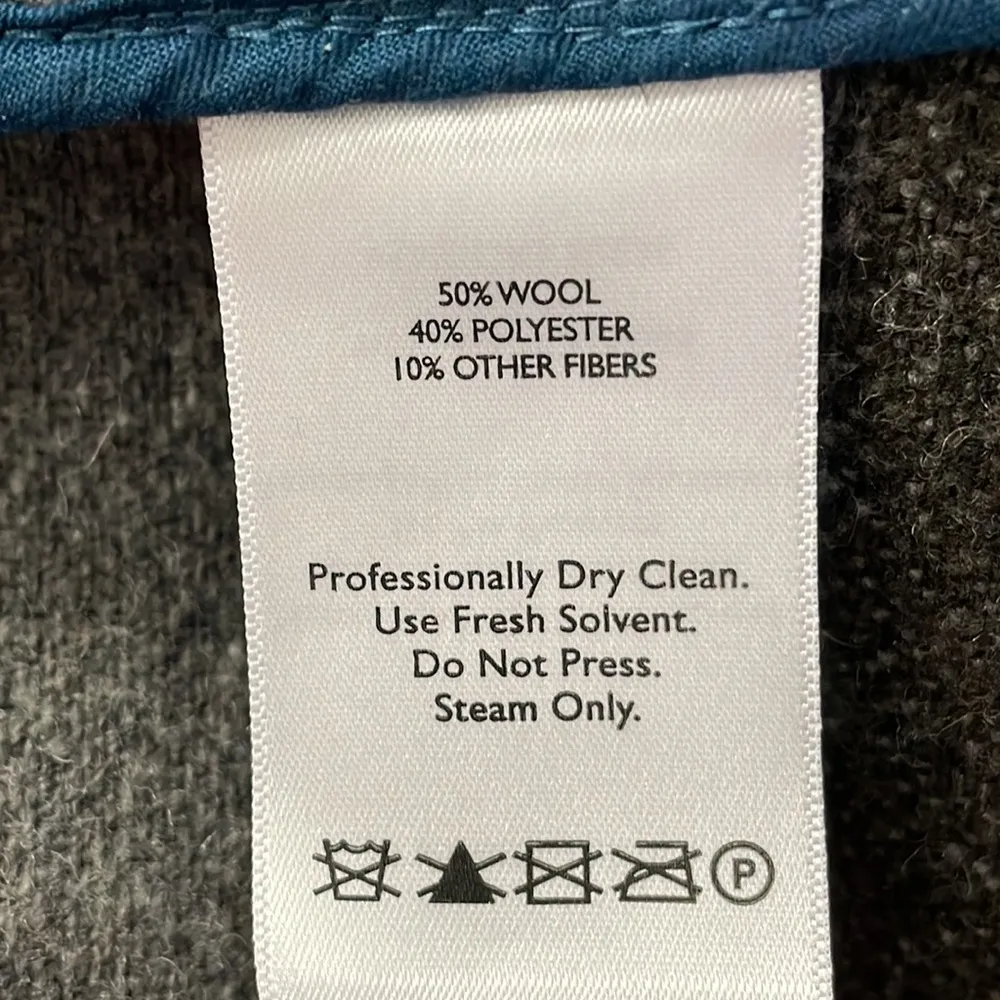 50% WOOL
40% POLYESTER
10% OTHER FIBERS
Professionally Dry Clean.
Use Fresh Solvent.
Do Not Press.
Steam Only.
P